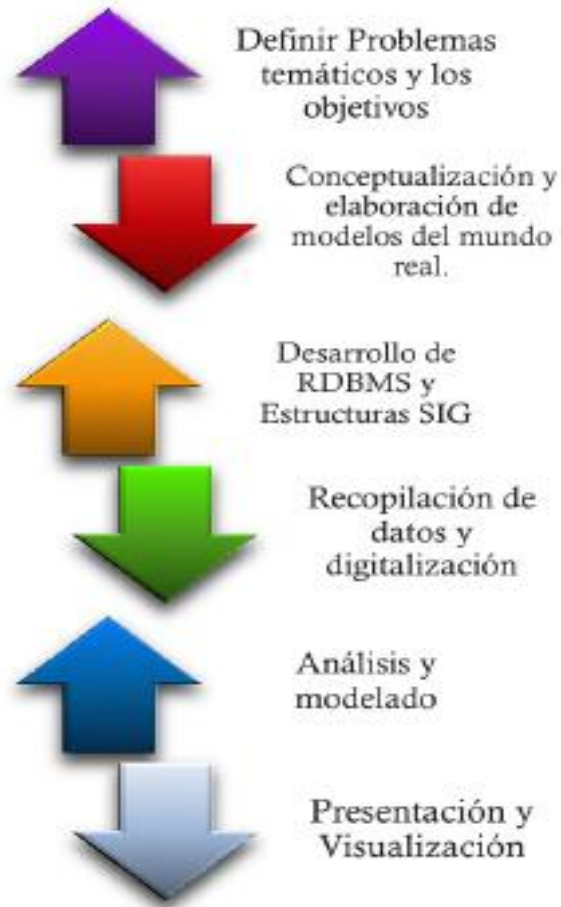 Definir Problemas
temáticos y los
objetivos
Conceptualización y
elaboración de
modelos del mundo
real.
Desarrollo de
RDBMS y
Estructuras SIG
Recopilación de
datos y
digitalización
Análisis y
modelado
Presentación y
Visualización